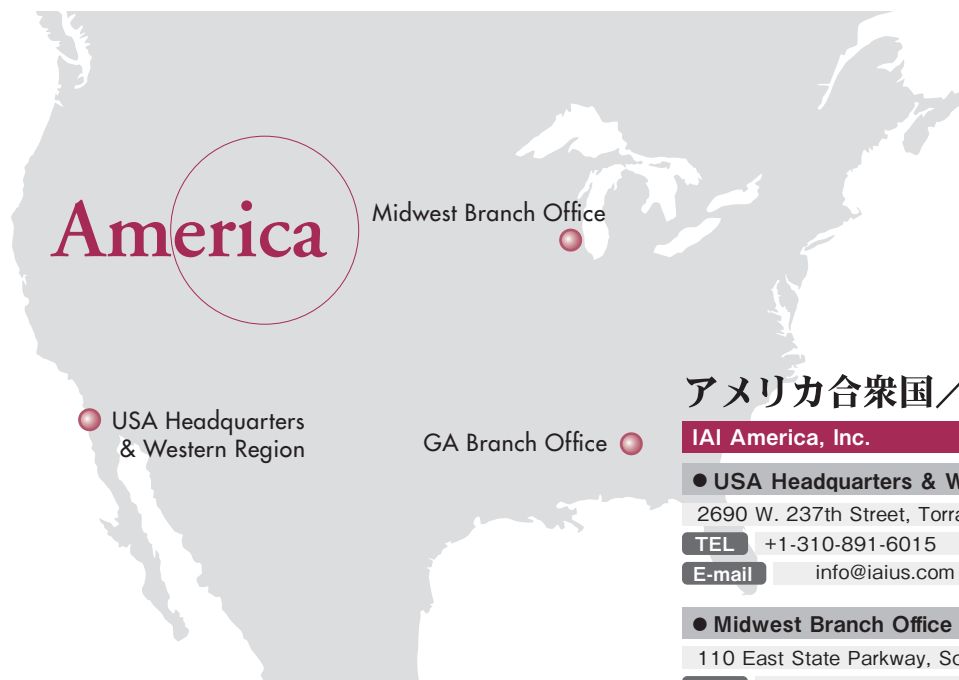 America
Midwest Branch Office
USA Headquarters
& Western Region
GA Branch Office
アメリカ合衆国／
IAI America, Inc.
● USA Headquarters & W
2690 W. 237th Street, Torra
TEL +1-310-891-6015
E-mail info@iaius.com
● Midwest Branch Office
110 East State Parkway, Sc